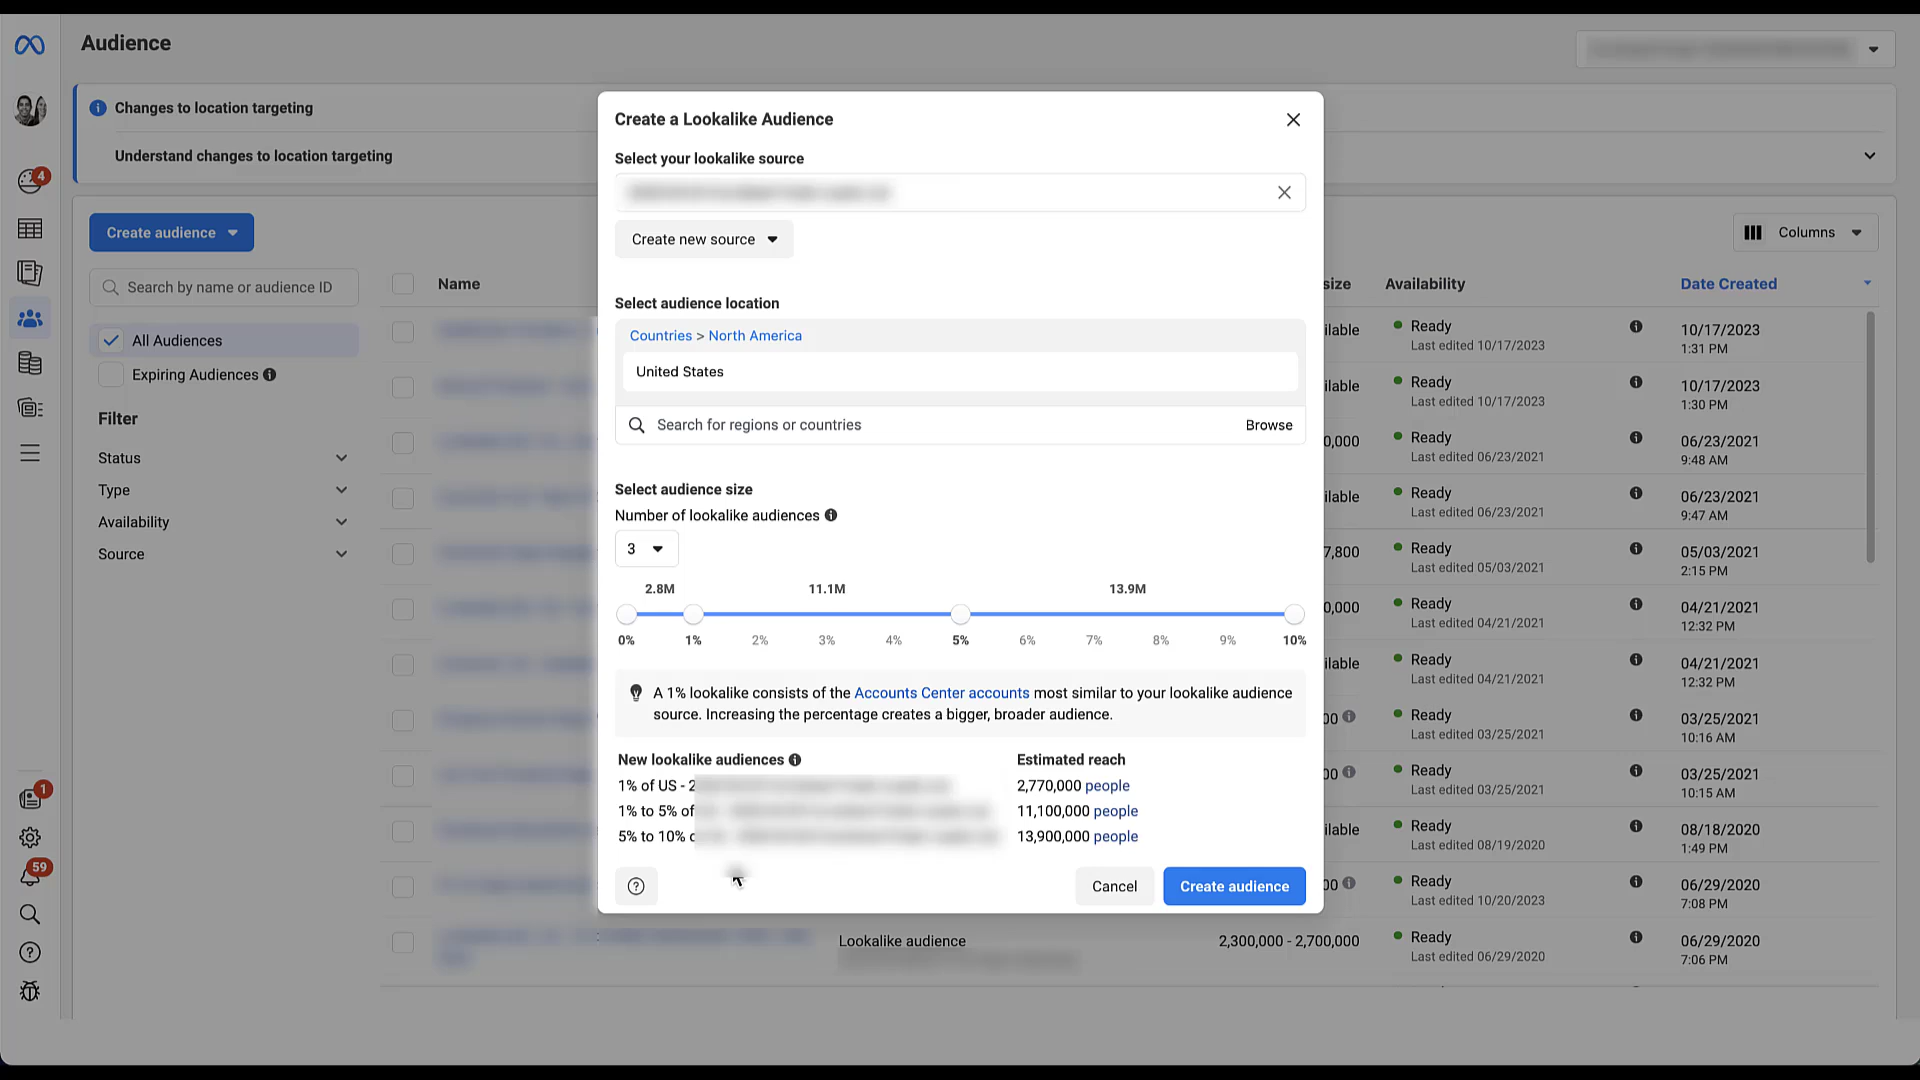 Audience
Changes to location targeting
Understand changes to location targeting
4
Create audience
Columns
Search by name or audience ID
All Audiences
Expiring Audiences
Filter
Status
Type
Availability
Source
1
59
Name
size
Availability
Date Created
ilable
Ready
Last edited 10/17/2023
10/17/2023
1:31 PM
ilable
Ready
Last edited 10/17/2023
10/17/2023
1:30 PM
0,000
Ready
Last edited 06/23/2021
06/23/2021
9:48 AM
ilable
Ready
Last edited 06/23/2021
06/23/2021
9:47 AM
7,800
Ready
Last edited 05/03/2021
05/03/2021
2:15 PM
0,000
Ready
Last edited 04/21/2021
04/21/2021
12:32 PM
ilable
Ready
Last edited 04/21/2021
04/21/2021
12:32 PM
00
Ready
Last edited 03/25/2021
03/25/2021
10:16 AM
00
Ready
Last edited 03/25/2021
03/25/2021
10:15 AM
ilable
Ready
Last edited 08/19/2020
08/18/2020
1:49 PM
00
Ready
Last edited 10/20/2023
06/29/2020
7:08 PM
Lookalike audience
2,300,000 - 2,700,000
Ready
Last edited 06/29/2020
06/29/2020
7:06 PM
Create a Lookalike Audience
Select your lookalike source
Create new source
Select audience location
Countries > North America
United States
Search for regions or countries
Browse
Select audience size
Number of lookalike audiences
3
2.8M 11.1M 13.9M
0% 1% 2% 3% 4% 5% 6% 7% 8% 9% 10%
A 1% lookalike consists of the Accounts Center accounts most similar to your lookalike audience
source. Increasing the percentage creates a bigger, broader audience.
New lookalike audiences
Estimated reach
1% of US - 2
2,770,000 people
1% to 5% of
11,100,000 people
5% to 10%
13,900,000 people
Cancel
Create audience